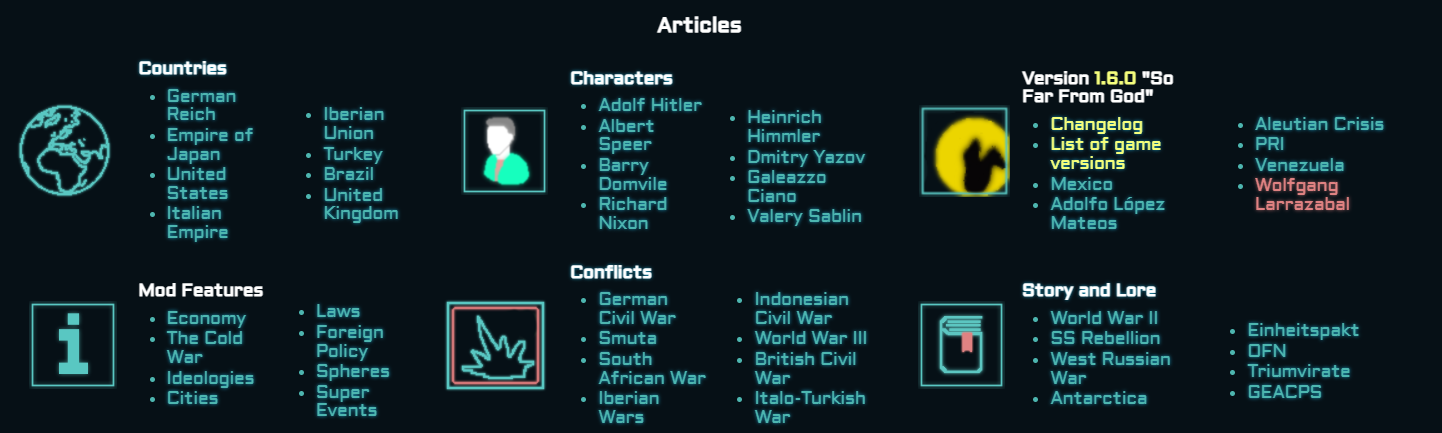 Articles
Countries
German
Reich
Empire of
Japan
United
States
Italian
Empire
Iberian
Union
Turkey
Brazil
United
Kingdom
Characters
Adolf Hitler
Albert
Speer
Barry
Domvile
Richard
Nixon
Heinrich
Himmler
Dmitry Yazov
Galeazzo
Ciano
Valery Sablin
Version 1.6.0 "So
Far From God"
Changelog
List of game
versions
Mexico
Adolfo López
Mateos
Aleutian Crisis
PRI
Venezuela
Wolfgang
Larrazabal
Mod Features
Economy
The Cold
War
Ideologies
Cities
Laws
Foreign
Policy
Spheres
Super
Events
Conflicts
German
Civil War
Smuta
South
African War
Iberian
Wars
Indonesian
Civil War
World War III
British Civil
War
Italo-Turkish
War
Story and Lore
World War II
SS Rebellion
West Russian
War
Antarctica
Einheitspakt
OFN
Triumvirate
GEACPS